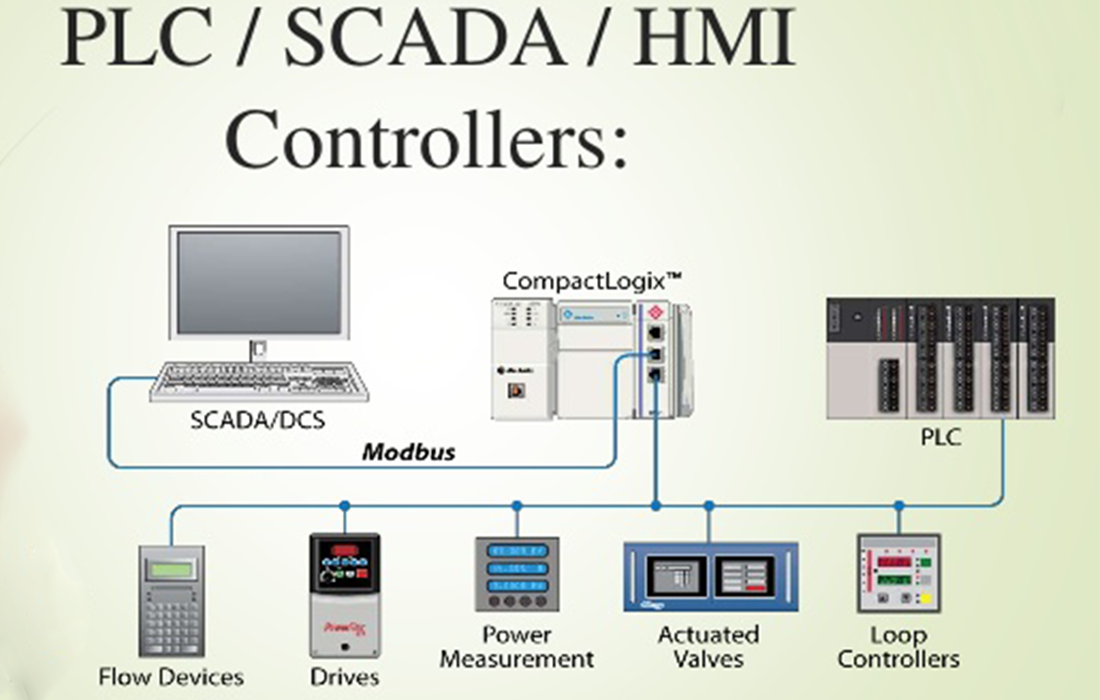 PLC / SCADA / HMI
Controllers:
CompactLogix™
SCADA/DCS
PLC
Modbus
Flow Devices
Drives
Power
Measurement
Actuated
Valves
Loop
Controllers